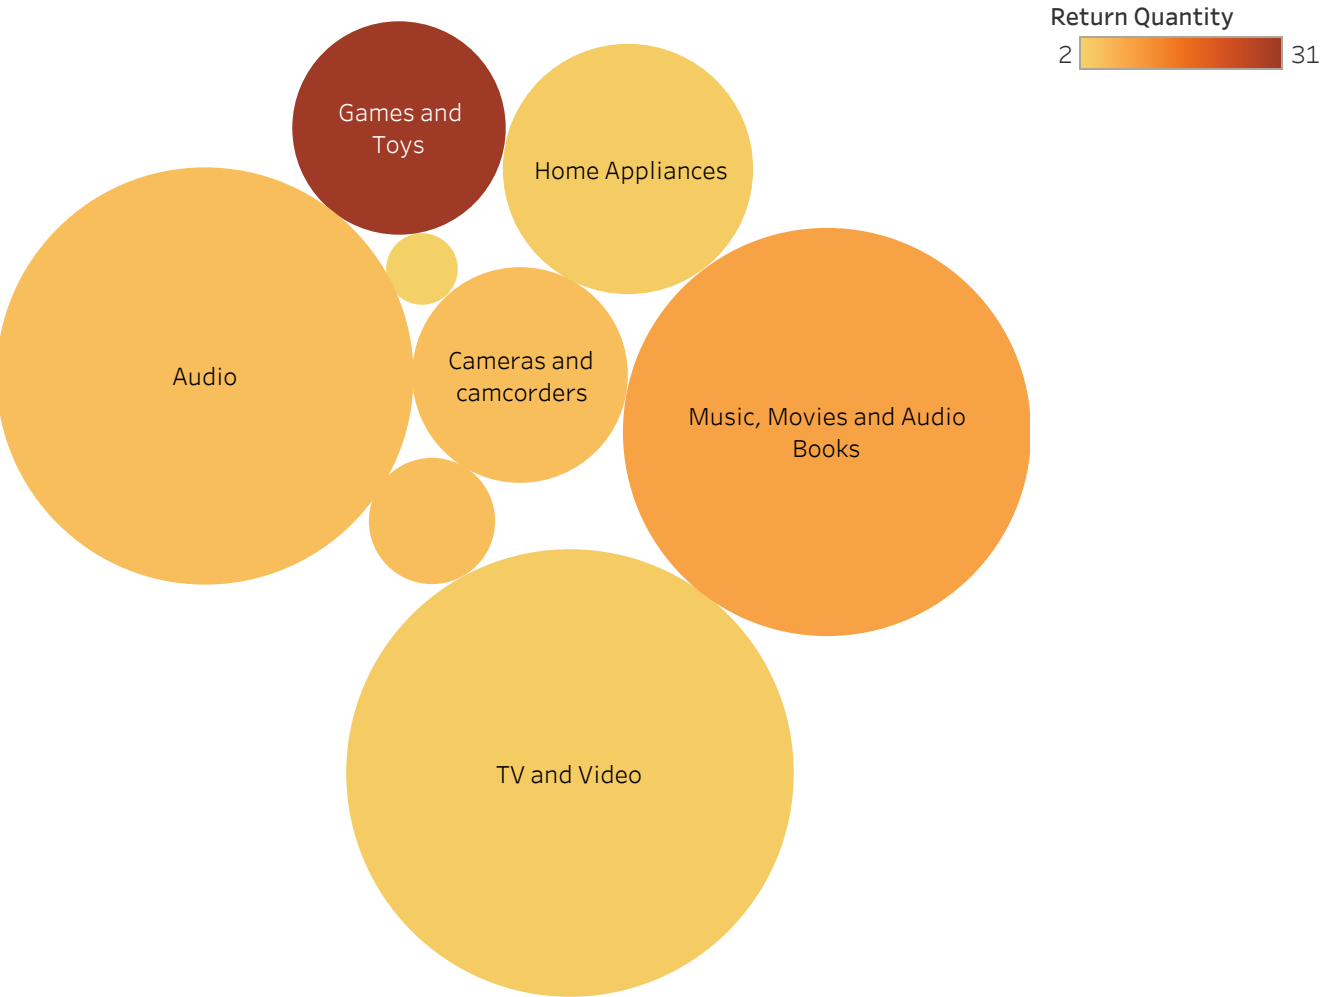 Return Quantity
2 31
Games and
Toys
Home Appliances
Audio
Cameras and
camcorders
Music, Movies and Audio
Books
TV and Video